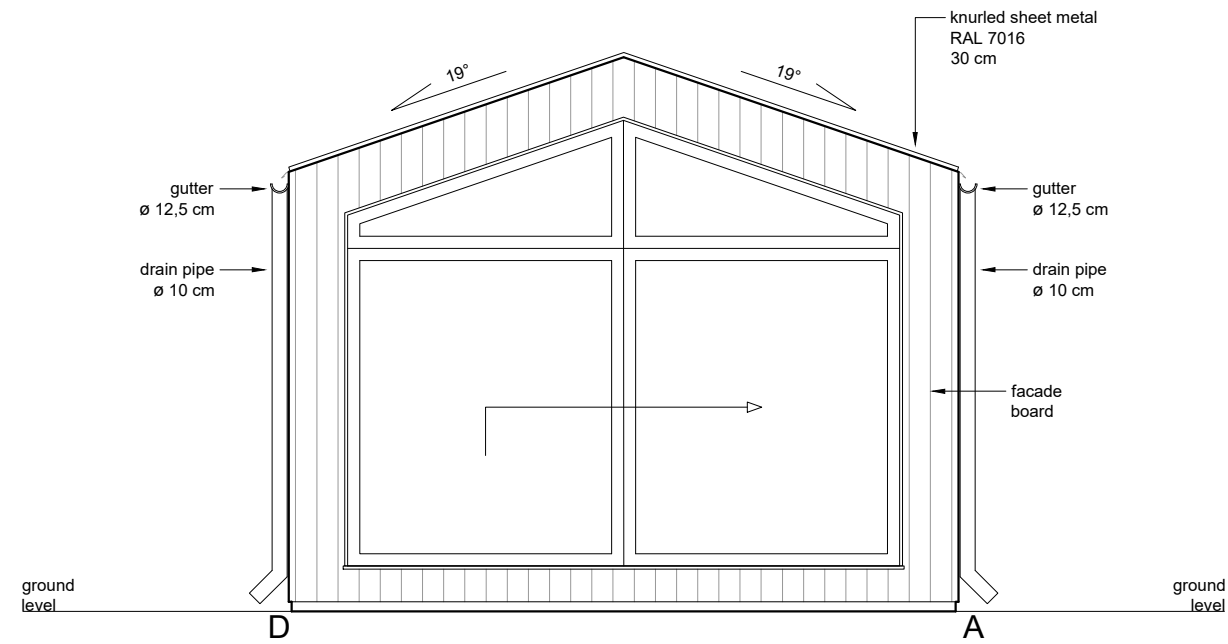 knurled sheet metal
RAL 7016
30 cm
19°
19°
gutter
ø 12,5 cm
gutter
ø 12,5 cm
drain pipe
ø 10 cm
drain pipe
ø 10 cm
facade
board
ground
level
ground
level
D
A